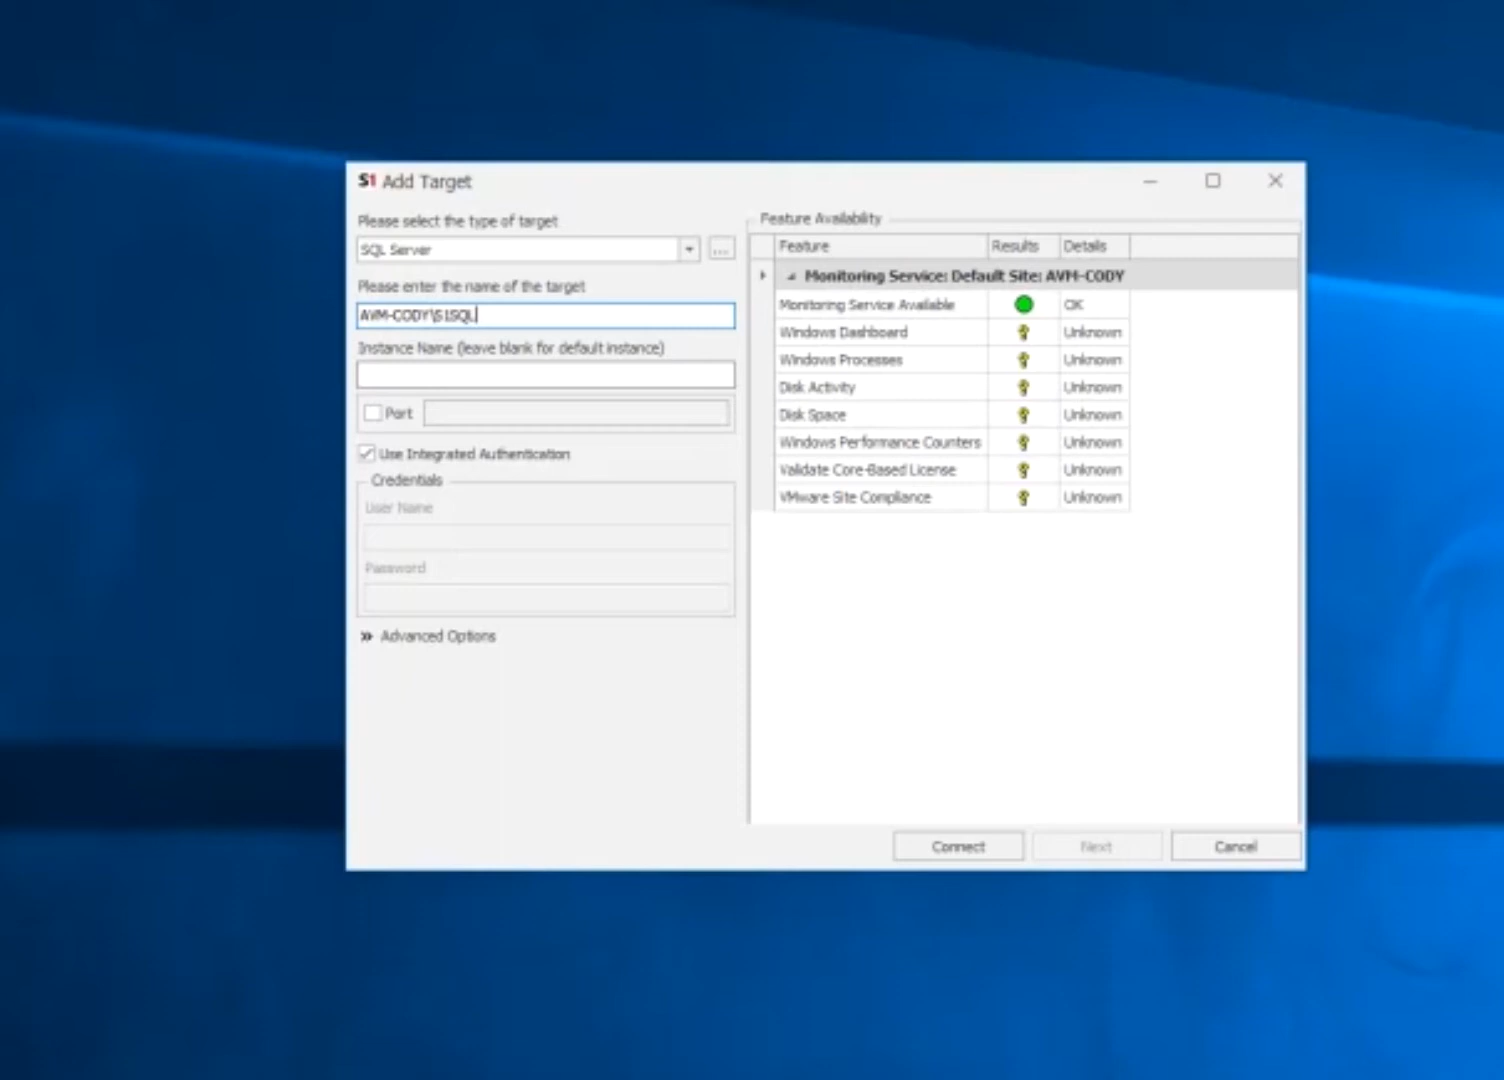 S1 Add Target
Please select the type of target
SQL Server
...
Please enter the name of the target
AVM-CODY\S1SQL
Instance Name (leave blank for default instance)
Port
Use Integrated Authentication
Credentials
User Name
Password
Advanced Options
Feature Availability
Feature Results Details
Monitoring Service: Default Site: AVM-CODY
Monitoring Service Available OK
Windows Dashboard Unknown
Windows Processes Unknown
Disk Activity Unknown
Disk Space Unknown
Windows Performance Counters Unknown
Validate Core-Based License Unknown
VMware Site Compliance Unknown
Connect Next Cancel